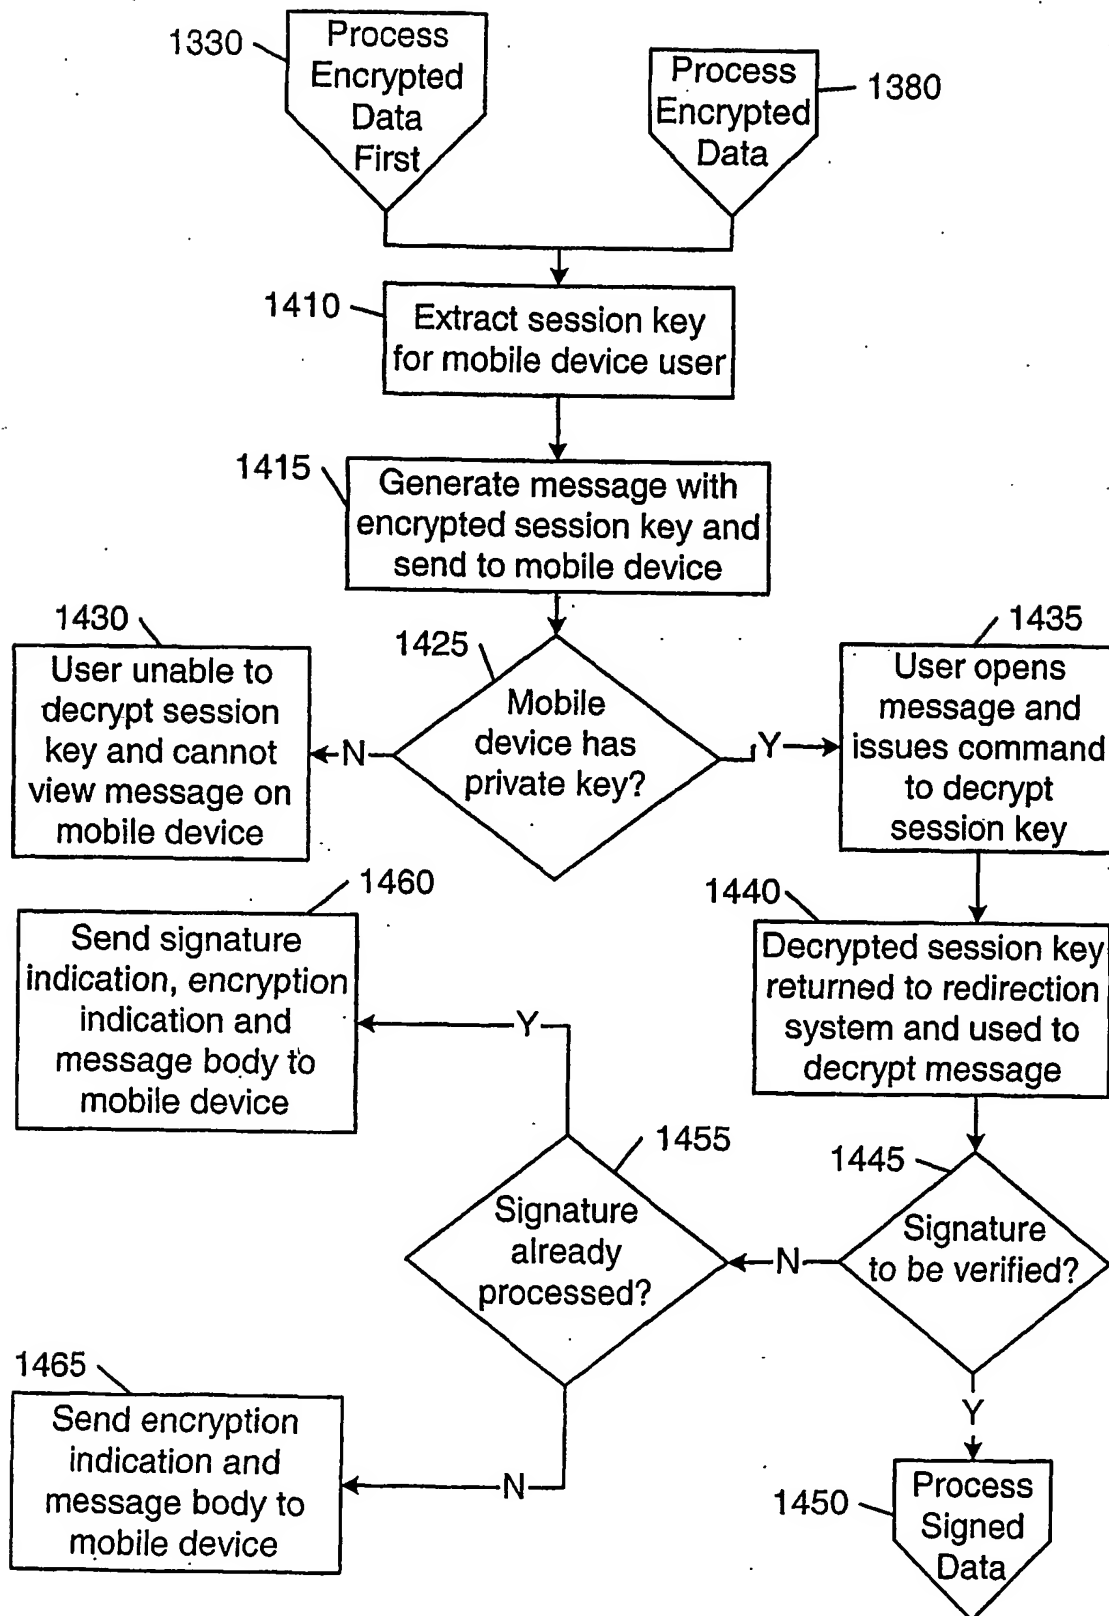 1330
Process
Encrypted
Data
First
Process
Encrypted
Data
1380
1410
Extract session key
for mobile device user
1415
Generate message with
encrypted session key and
send to mobile device
1430
User unable to
decrypt session
key and cannot
view message on
mobile device
N
1425
Mobile
device has
private key?
Y
1435
User opens
message and
issues command
to decrypt
session key
1460
Send signature
indication, encryption
indication and
message body to
mobile device
Y
1440
Decrypted session key
returned to redirection
system and used to
decrypt message
1455
Signature
already
processed?
N
1445
Signature
to be verified?
1465
Send encryption
indication and
message body to
mobile device
N
Y
1450
Process
Signed
Data